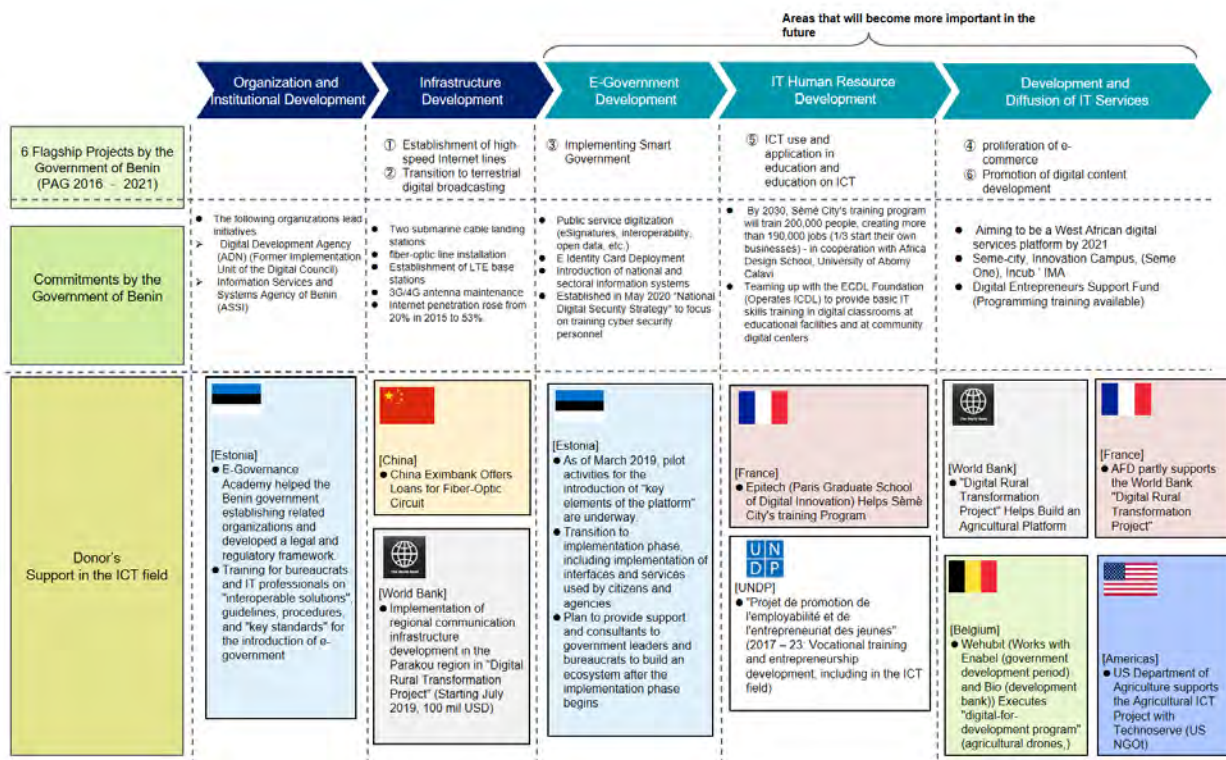 Areas that will become more important in the
future
Organization and
Institutional Development
Infrastructure
Development
E-Government
Development
IT Human Resource
Development
Development and
Diffusion of IT Services
6 Flagship Projects by the
Government of Benin
(PAG 2016 - 2021)
① Establishment of high-
speed Internet lines
② Transition to terrestrial
digital broadcasting
③ Implementing Smart
Government
⑤ ICT use and
application in
education and
education on ICT
④ proliferation of e-
commerce
⑥ Promotion of digital content
development
Commitments by the
Government of Benin
● The following organizations lead
initiatives
➢ Digital Development Agency
(ADN) (Former Implementation
Unit of the Digital Council)
➢ Information Services and
Systems Agency of Benin
(ASSI)
● Two submarine cable landing
stations
● fiber-optic line installation
● Establishment of LTE base
stations
● 3G/4G antenna maintenance
● Internet penetration rose from
20% in 2015 to 53%
● Public service digitization
(eSignatures, interoperability,
open data, etc.)
● E Identity Card Deployment
● Introduction of national and
sectoral information systems
● Established in May 2020 "National
Digital Security Strategy" to focus
on training cyber security
personnel
● By 2030, Sèmè City's training program
will train 200,000 people, creating more
than 190,000 jobs (1/3 start their own
businesses) - in cooperation with Africa
Design School, University of Abomy
Calavi
● Teaming up with the ECDL Foundation
(Operates ICDL) to provide basic IT
skills training in digital classrooms at
educational facilities and at community
digital centers
● Aiming to be a West African digital
services platform by 2021
● Seme-city, Innovation Campus, (Seme
One), Incub ' IMA
● Digital Entrepreneurs Support Fund
(Programming training available)
Donor's
Support in the ICT field
[Estonia]
● E-Governance
Academy helped the
Benin government
establishing related
organizations and
developed a legal and
regulatory framework
● Training for bureaucrats
and IT professionals on
"interoperable solutions",
guidelines, procedures,
and "key standards" for
the introduction of e-
government
[China]
● China Eximbank Offers
Loans for Fiber-Optic
Circuit
The World Bank
[World Bank]
● Implementation of
regional communication
infrastructure
development in the
Parakou region in "Digital
Rural Transformation
Project" (Starting July
2019, 100 mil USD)
[Estonia]
● As of March 2019, pilot
activities for the
introduction of "key
elements of the platform"
are underway.
● Transition to
implementation phase,
including implementation of
interfaces and services
used by citizens and
agencies
● Plan to provide support
and consultants to
government leaders and
bureaucrats to build an
ecosystem after the
implementation phase
begins
[France]
● Epitech (Paris Graduate School
of Digital Innovation) Helps Sèmè
City's training Program
U N
D P
[UNDP]
● "Projet de promotion de
l'employabilité et de
l'entrepreneuriat des jeunes"
(2017 – 23: Vocational training
and entrepreneurship
development, including in the ICT
field)
The World Bank
[World Bank]
● "Digital Rural
Transformation
Project" Helps Build an
Agricultural Platform
[France]
● AFD partly supports
the World Bank
"Digital Rural
Transformation
Project"
[Belgium]
● Wehubit (Works with
Enabel (government
development period)
and Bio (development
bank)) Executes
"digital-for-
development program"
(agricultural drones,)
[Americas]
● US Department of
Agriculture supports
the Agricultural ICT
Project with
Technoserve (US
NGOt)